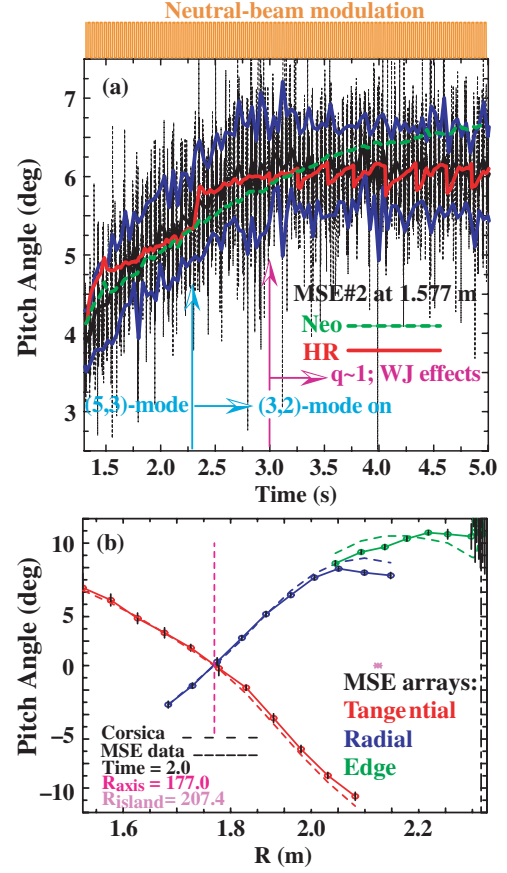 Neutral-beam modulation
(a)
7
6
5
4
3
Pitch Angle (deg)
MSE#2 at 1.577 m
Neo
HR
q~1; WJ effects
(5,3)-mode
(3,2)-mode on
1.5 2.0 2.5 3.0 3.5 4.0 4.5 5.0
Time (s)
(b)
10
5
0
−5
−10
Pitch Angle (deg)
MSE arrays:
Tangential
Radial
Edge
Corsica
MSE data
Time = 2.0
Raxis = 177.0
Risland = 207.4
1.6 1.8 2.0 2.2
R (m)